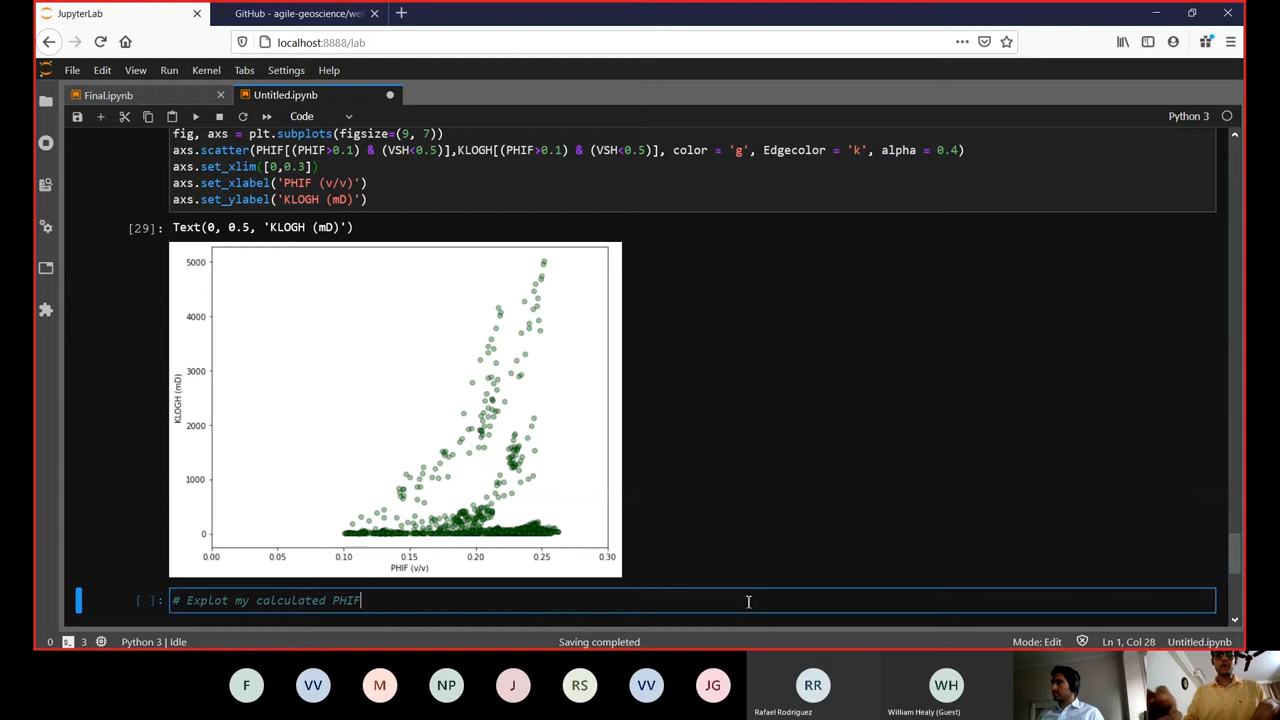 JupyterLab
GitHub - agile-geoscience/wel
localhost:8888/lab
File Edit View Run Kernel Tabs Settings Help
Final.ipynb
Untitled.ipynb
Code
Python 3
fig, axs = plt.subplots(figsize=(9, 7))
axs.scatter(PHIF[(PHIF>0.1) & (VSH<0.5)],KLOGH[(PHIF>0.1) & (VSH<0.5)], color = 'g', Edgecolor = 'k', alpha = 0.4)
axs.set_xlim([0,0.3])
axs.set_xlabel('PHIF (v/v)')
axs.set_ylabel('KLOGH (mD)')
[29]: Text(0, 0.5, 'KLOGH (mD)')
5000
4000
3000
2000
1000
0
KLOGH (mD)
0.00 0.05 0.10 0.15 0.20 0.25 0.30
PHIF (v/v)
[ ]: # Explot my calculated PHIF
0 3 Python 3 | Idle Saving completed Mode: Edit Ln 1, Col 28 Untitled.ipynb
F VV M NP J RS VV JG RR WH
Rafael Rodriguez
William Healy (Guest)